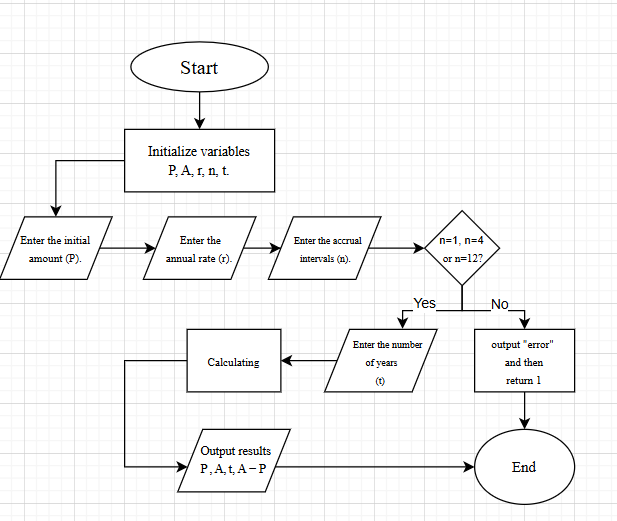 Start
Initialize variables
P, A, r, n, t.
Enter the initial
amount (P).
Enter the
annual rate (r).
Enter the accrual
intervals (n).
n=1, n=4
or n=12?
Yes
No
Enter the number
of years
(t)
output "error"
and then
return 1
Calculating
Output results
P, A, t, A − P
End